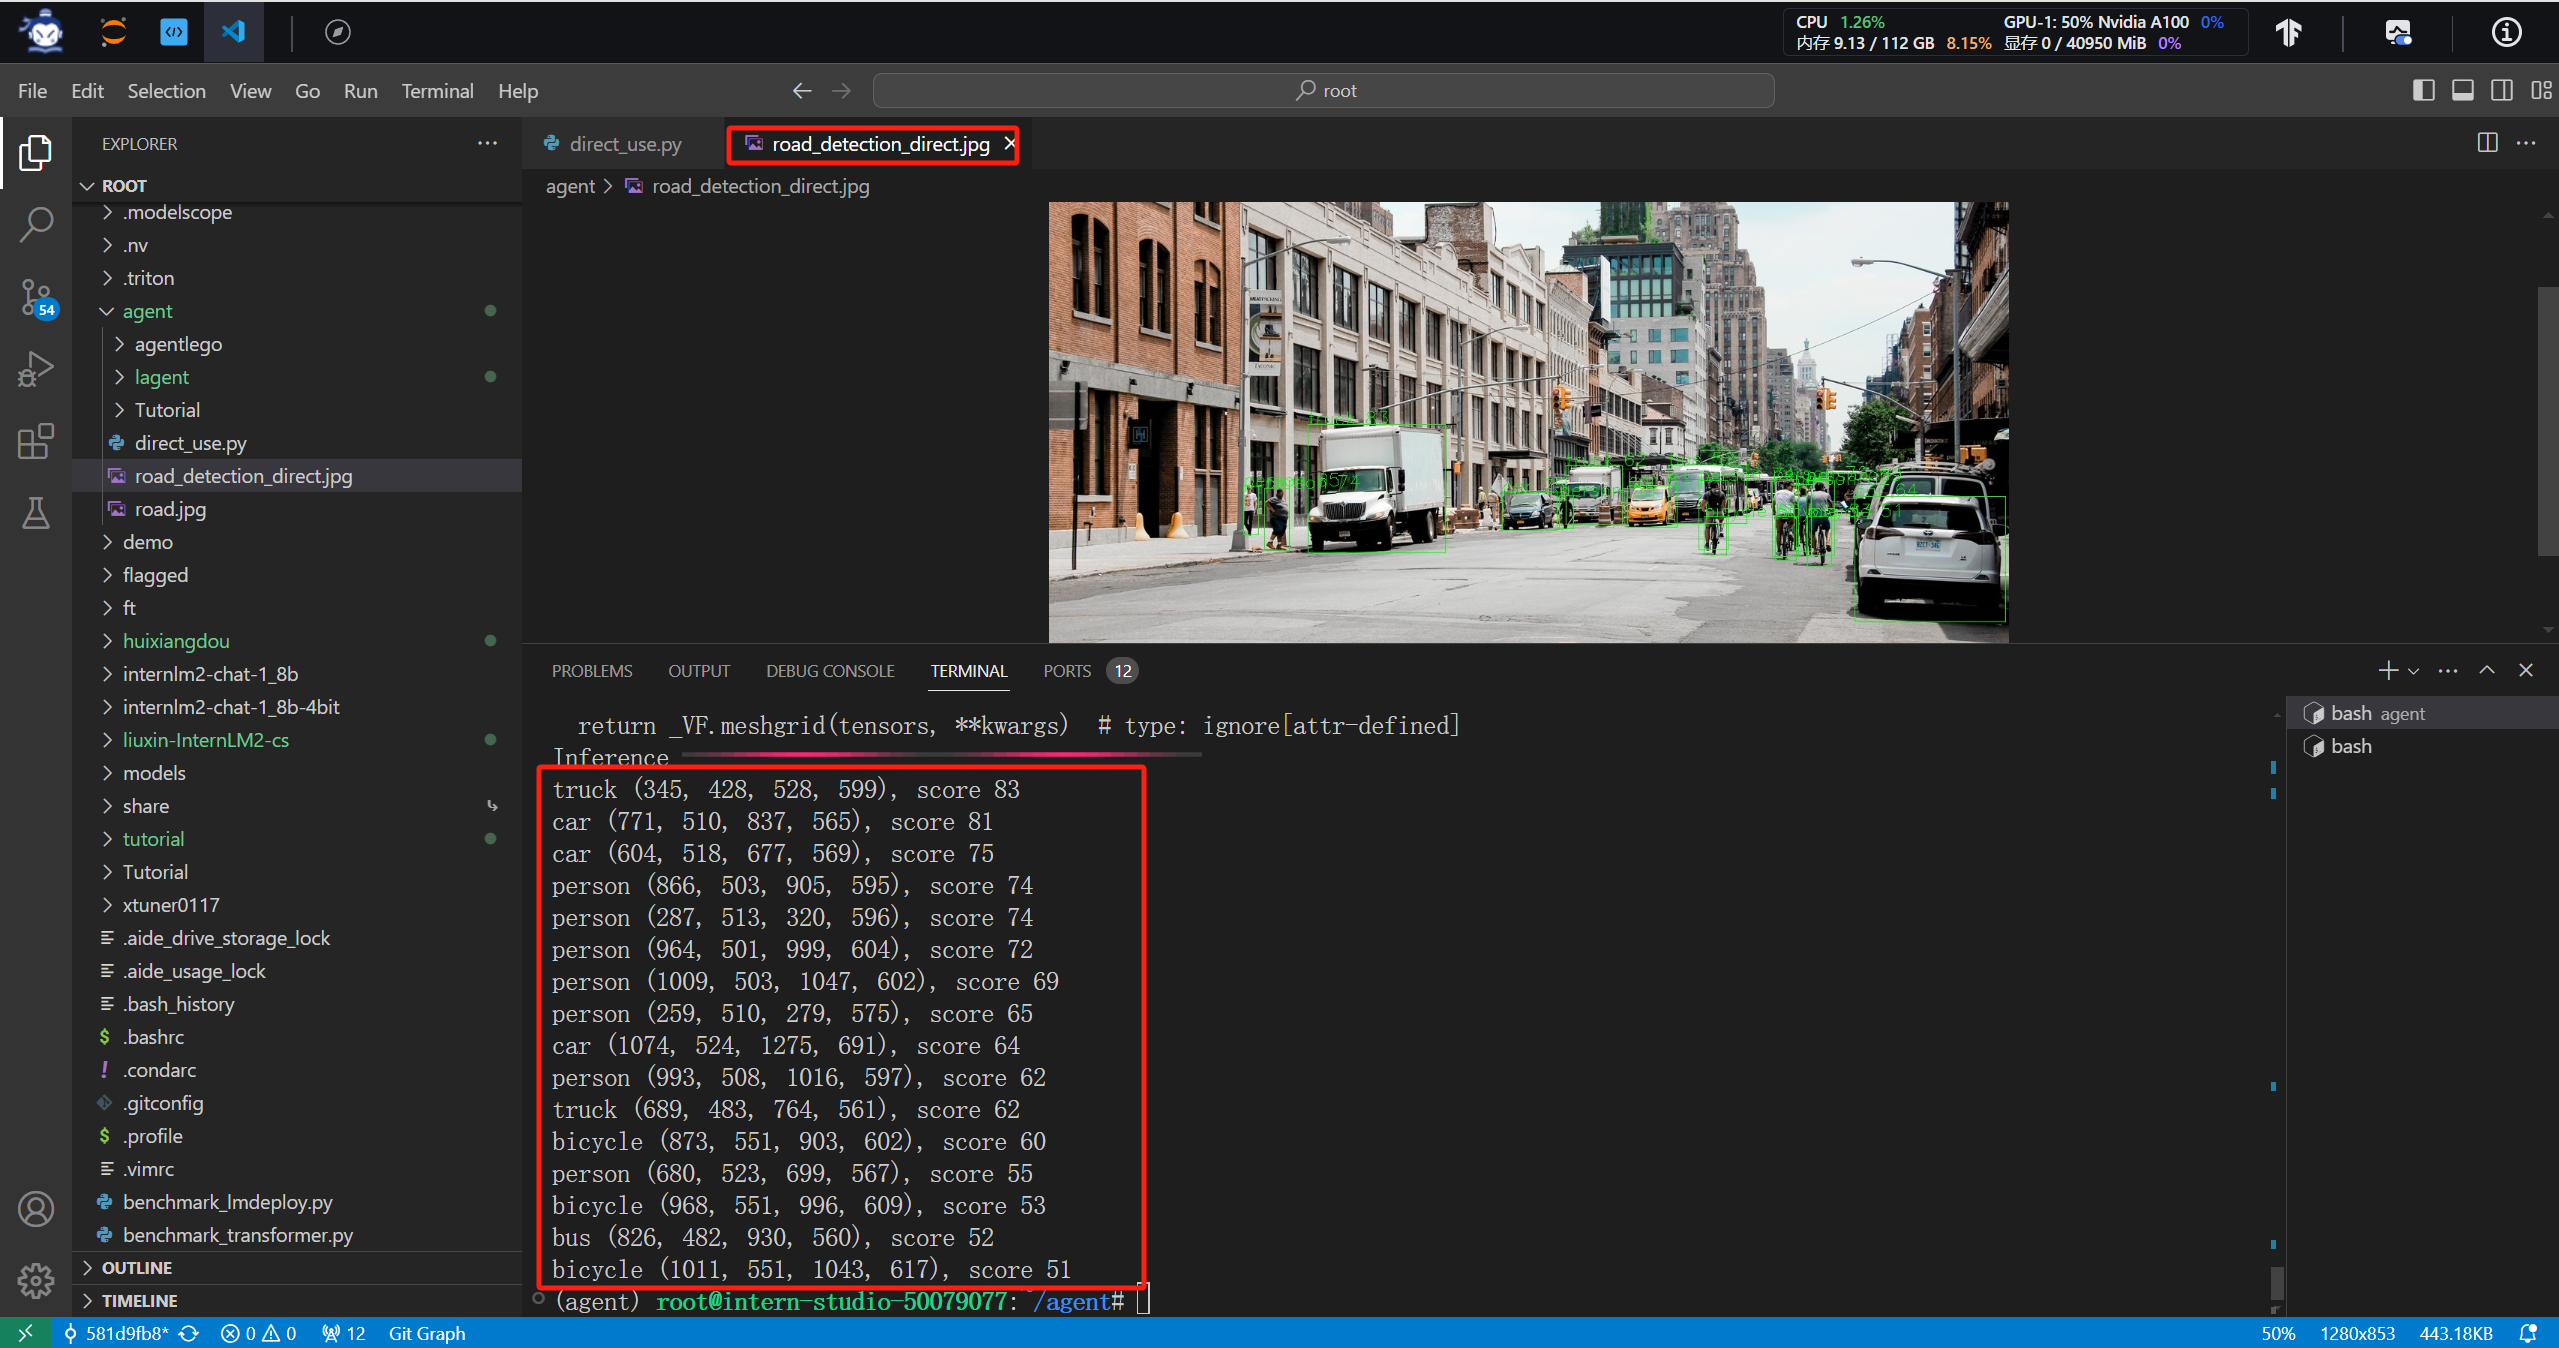 CPU 1.26% GPU-1: 50% Nvidia A100 0%
内存 9.13 / 112 GB 8.15% 显存 0 / 40950 MiB 0%
File Edit Selection View Go Run Terminal Help
root
EXPLORER
direct_use.py
road_detection_direct.jpg
ROOT
agent > road_detection_direct.jpg
.modelscope
.nv
.triton
54
agent
agentlego
lagent
Tutorial
direct_use.py
road_detection_direct.jpg
road.jpg
demo
flagged
ft
huixiangdou
internlm2-chat-1_8b
internlm2-chat-1_8b-4bit
liuxin-InternLM2-cs
models
share
tutorial
Tutorial
xtuner0117
.aide_drive_storage_lock
.aide_usage_lock
.bash_history
.bashrc
.condarc
.gitconfig
.profile
.vimrc
benchmark_lmdeploy.py
benchmark_transformer.py
OUTLINE
TIMELINE
truck 83
PROBLEMS OUTPUT DEBUG CONSOLE TERMINAL PORTS 12
return _VF.meshgrid(tensors, **kwargs)  # type: ignore[attr-defined]
Inference
truck (345, 428, 528, 599), score 83
car (771, 510, 837, 565), score 81
car (604, 518, 677, 569), score 75
person (866, 503, 905, 595), score 74
person (287, 513, 320, 596), score 74
person (964, 501, 999, 604), score 72
person (1009, 503, 1047, 602), score 69
person (259, 510, 279, 575), score 65
car (1074, 524, 1275, 691), score 64
person (993, 508, 1016, 597), score 62
truck (689, 483, 764, 561), score 62
bicycle (873, 551, 903, 602), score 60
person (680, 523, 699, 567), score 55
bicycle (968, 551, 996, 609), score 53
bus (826, 482, 930, 560), score 52
bicycle (1011, 551, 1043, 617), score 51
(agent) root@intern-studio-50079077:~/agent#
bash agent
bash
581d9fb8* 0 0 12 Git Graph
50% 1280x853 443.18KB